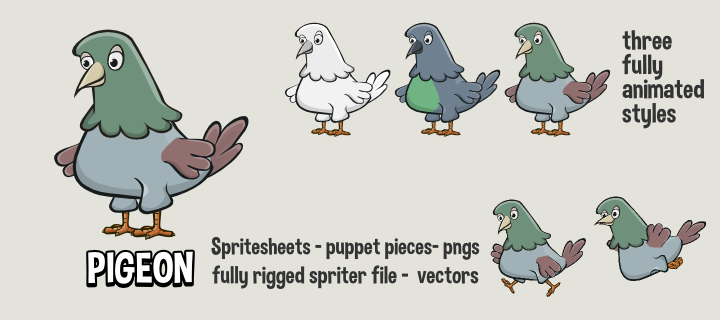 three
fully
animated
styles
PIGEON
Spritesheets - puppet pieces- pngs
fully rigged spriter file - vectors